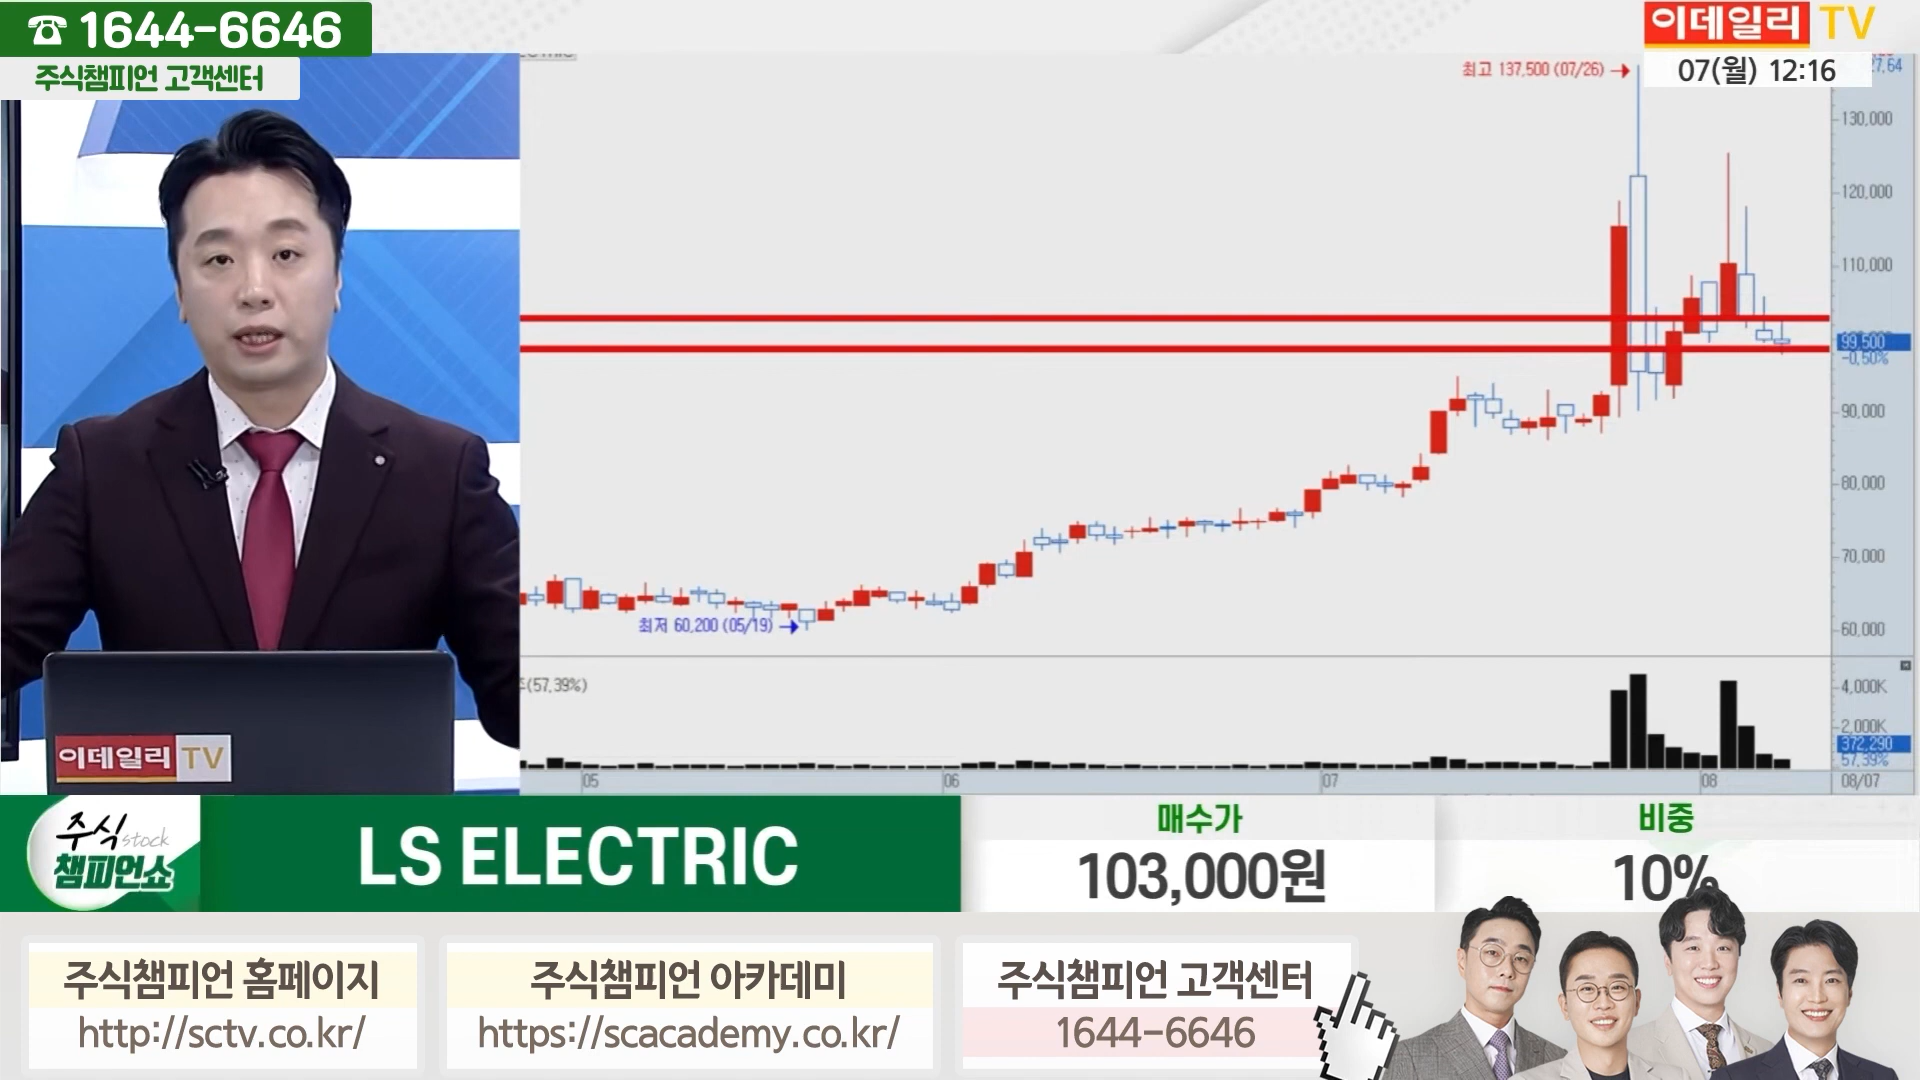 ☎ 1644-6646
주식챔피언 고객센터
이데일리 TV
07(월) 12:16
최고 137,500 (07/26) →
27.64
130,000
120,000
110,000
99,500
-0.50%
90,000
80,000
70,000
60,000
최저 60,200 (05/19) →
(57.39%)
4,000K
2,000K
372,290
57.39%
05
06
07
08
08/07
이데일리 TV
주식 stock
챔피언쇼
LS ELECTRIC
매수가
103,000원
비중
10%
주식챔피언 홈페이지
http://sctv.co.kr/
주식챔피언 아카데미
https://scacademy.co.kr/
주식챔피언 고객센터
1644-6646